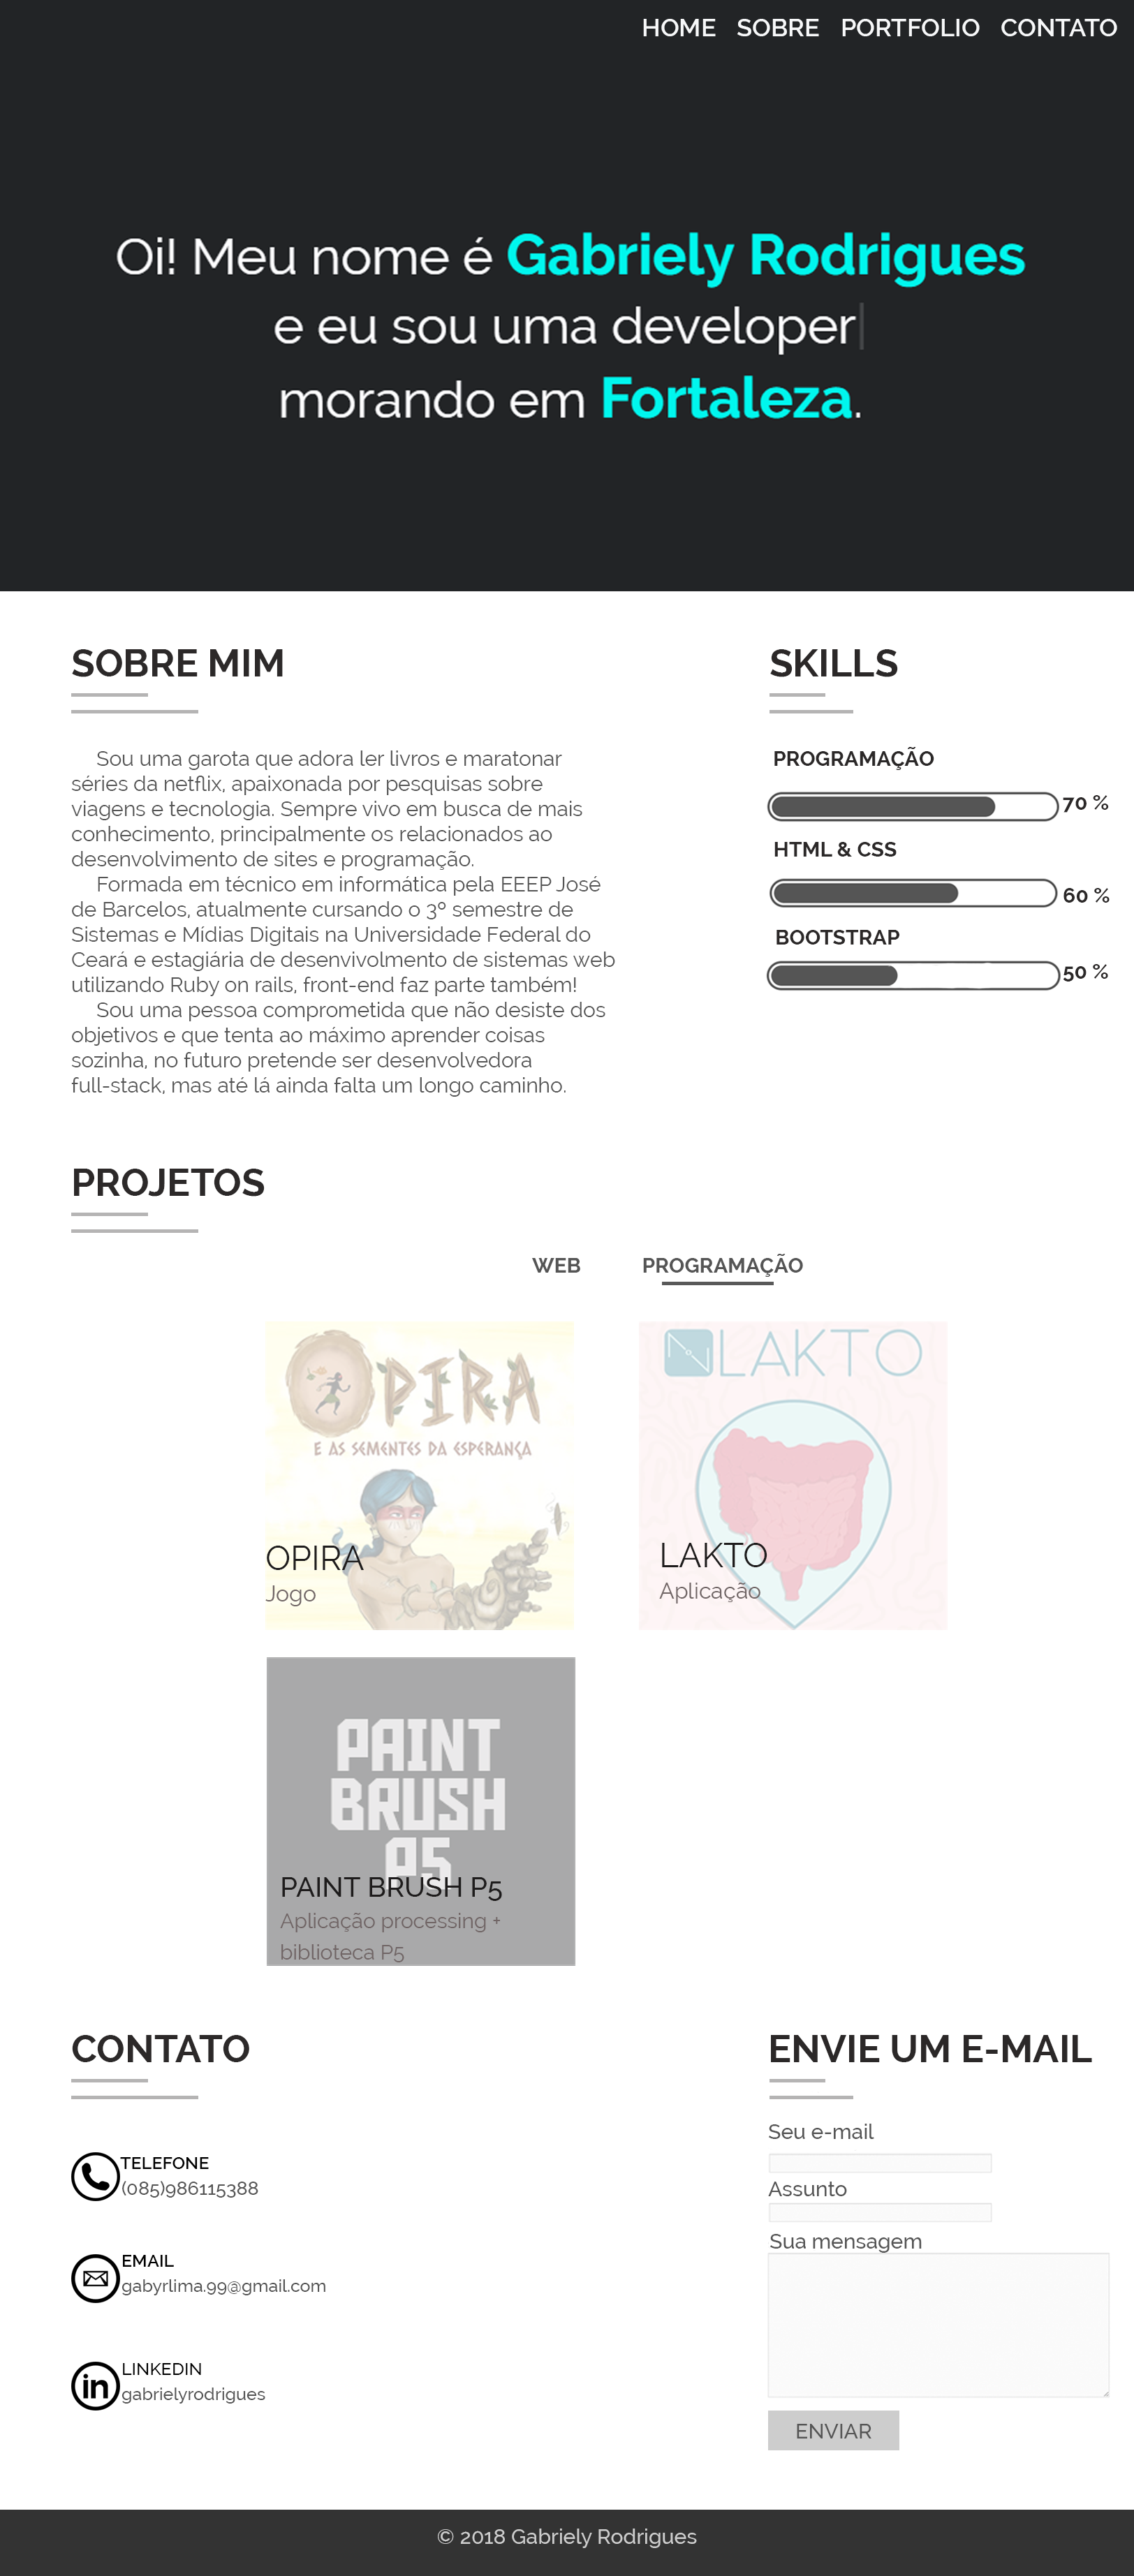 HOME SOBRE PORTFOLIO CONTATO
Oi! Meu nome é Gabriely Rodrigues
e eu sou uma developer|
morando em Fortaleza.
SOBRE MIM
Sou uma garota que adora ler livros e maratonar
séries da netflix, apaixonada por pesquisas sobre
viagens e tecnologia. Sempre vivo em busca de mais
conhecimento, principalmente os relacionados ao
desenvolvimento de sites e programação.
Formada em técnico em informática pela EEEP José
de Barcelos, atualmente cursando o 3º semestre de
Sistemas e Mídias Digitais na Universidade Federal do
Ceará e estagiária de desenvivolmento de sistemas web
utilizando Ruby on rails, front-end faz parte também!
Sou uma pessoa comprometida que não desiste dos
objetivos e que tenta ao máximo aprender coisas
sozinha, no futuro pretende ser desenvolvedora
full-stack, mas até lá ainda falta um longo caminho.
SKILLS
PROGRAMAÇÃO
70 %
HTML & CSS
60 %
BOOTSTRAP
50 %
PROJETOS
WEB PROGRAMAÇÃO
OPIRA
E AS SEMENTES DA ESPERANÇA
OPIRA
Jogo
LAKTO
LAKTO
Aplicação
PAINT
BRUSH
P5
PAINT BRUSH P5
Aplicação processing +
biblioteca P5
CONTATO
TELEFONE
(085)986115388
EMAIL
gabyrlima.99@gmail.com
in
LINKEDIN
gabrielyrodrigues
ENVIE UM E-MAIL
Seu e-mail
Assunto
Sua mensagem
ENVIAR
© 2018 Gabriely Rodrigues